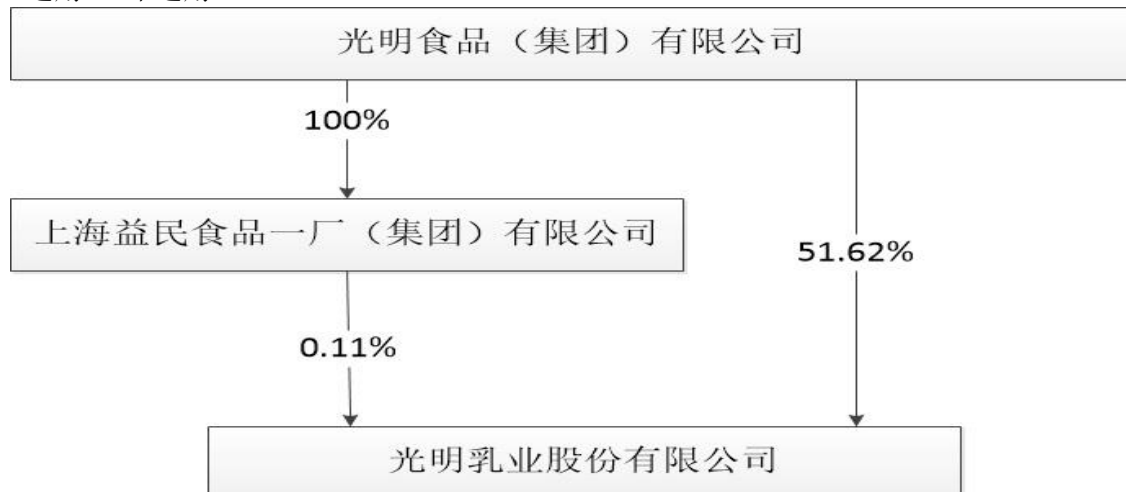 光明食品（集团）有限公司
100%
上海益民食品一厂（集团）有限公司
51.62%
0.11%
光明乳业股份有限公司